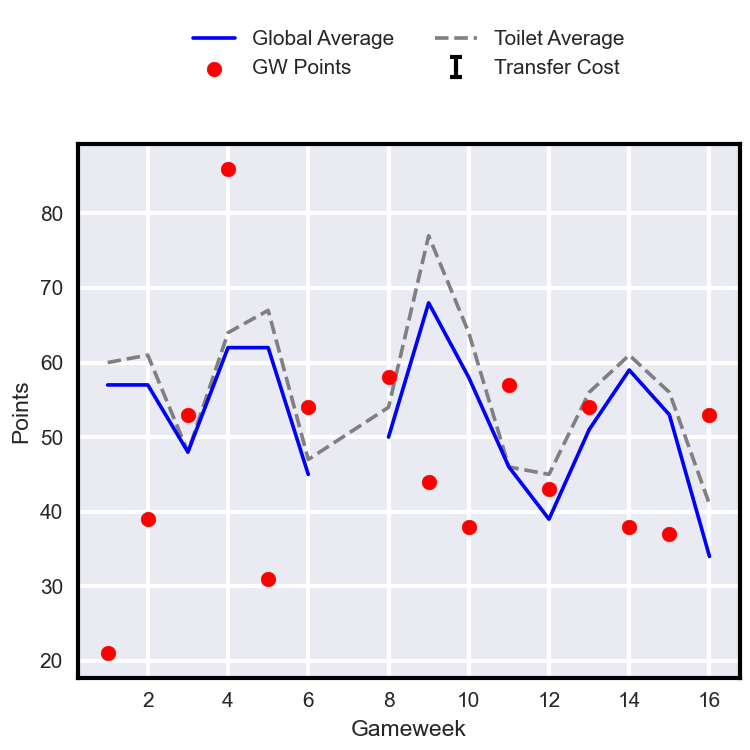 Global Average
Toilet Average
GW Points
Transfer Cost
80
70
60
50
40
30
20
Points
2 4 6 8 10 12 14 16
Gameweek